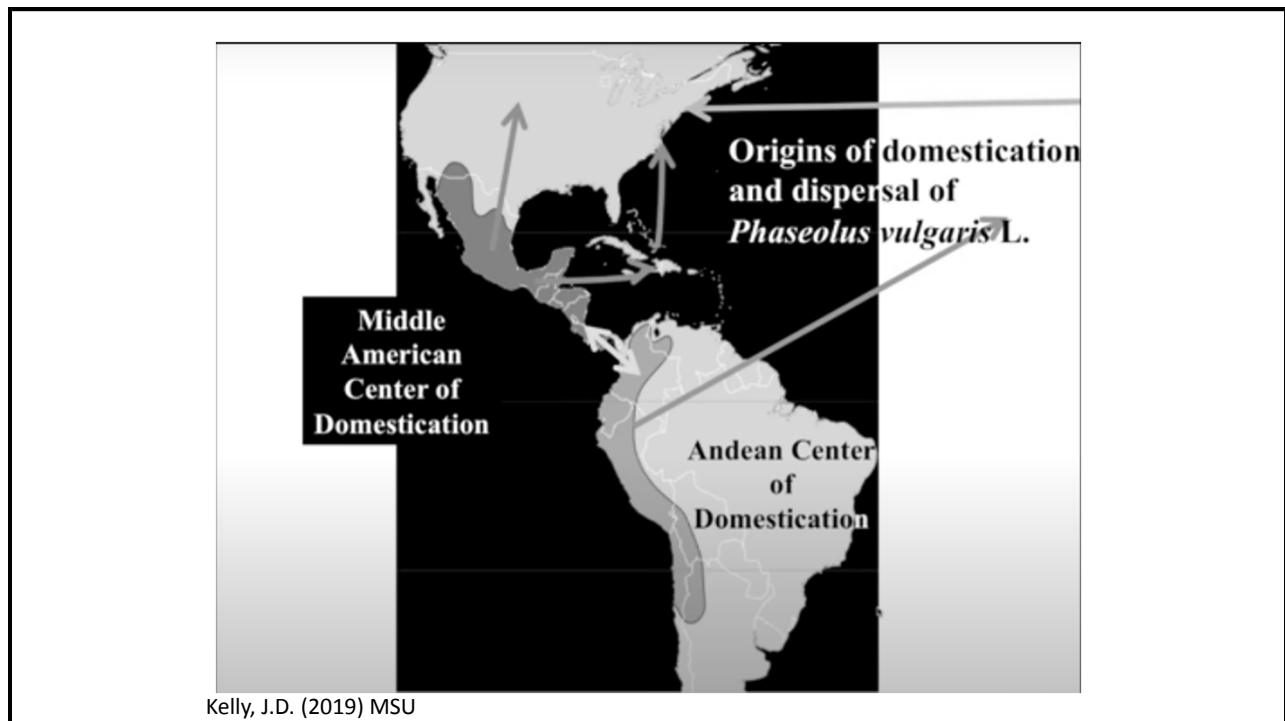 Origins of domestication
and dispersal of
Phaseolus vulgaris L.
Middle
American
Center of
Domestication
Andean Center
of
Domestication
Kelly, J.D. (2019) MSU